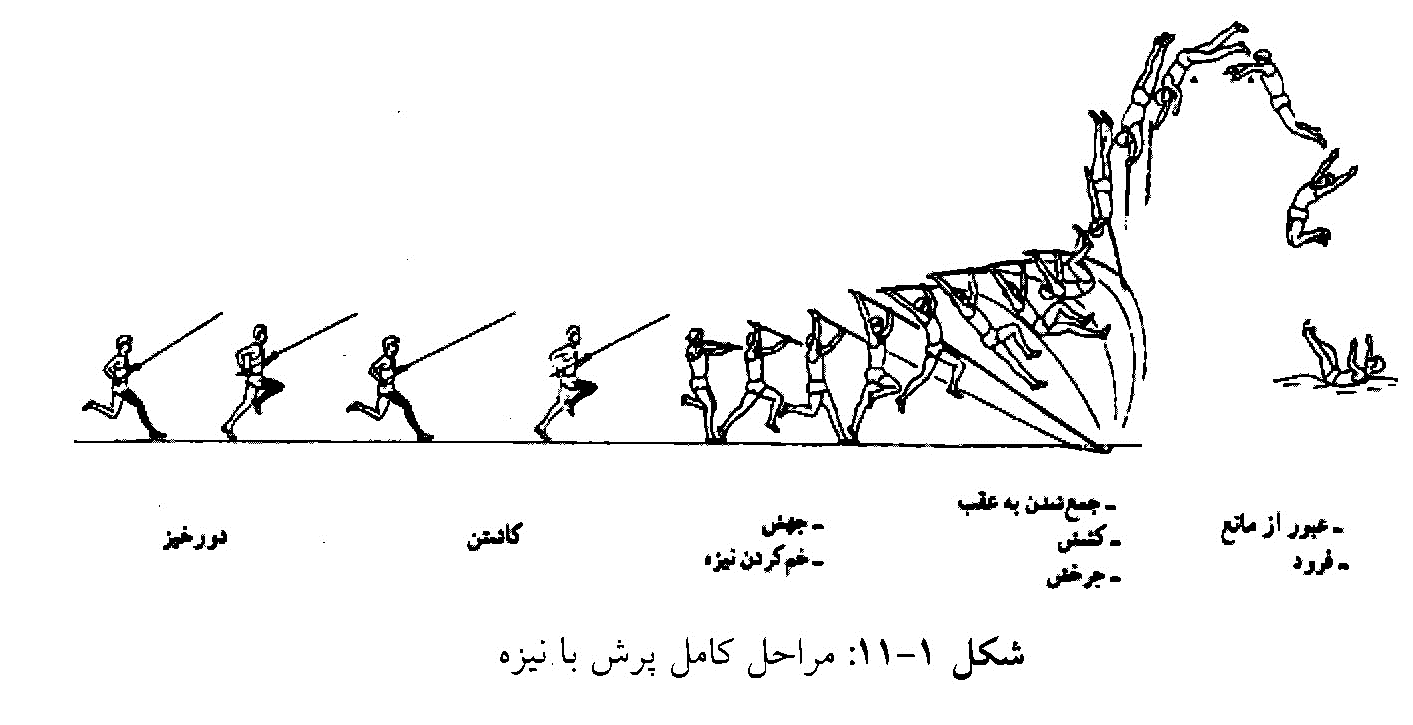 دورخیز
کاشتن
- جهش
- خم‌کردن نیزه
- جمع‌شدن به عقب
- کشش
- چرخش
- عبور از مانع
- فرود
شکل ۱-۱۱: مراحل کامل پرش با نیزه